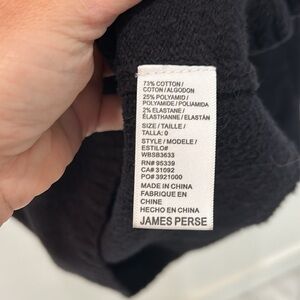 73% COTTON /
COTON / ALGODON
25% POLYAMID /
POLYAMIDE / POLIAMIDA
2% ELASTANE /
ÉLASTHANNE / ELASTÁN
SIZE / TAILLE /
TALLA: 0
STYLE / MODELE /
ESTILO#
WBSB3633
RN# 95339
CA# 31092
PO# 3921000
MADE IN CHINA
FABRIQUE EN
CHINE
HECHO EN CHINA
JAMES PERSE